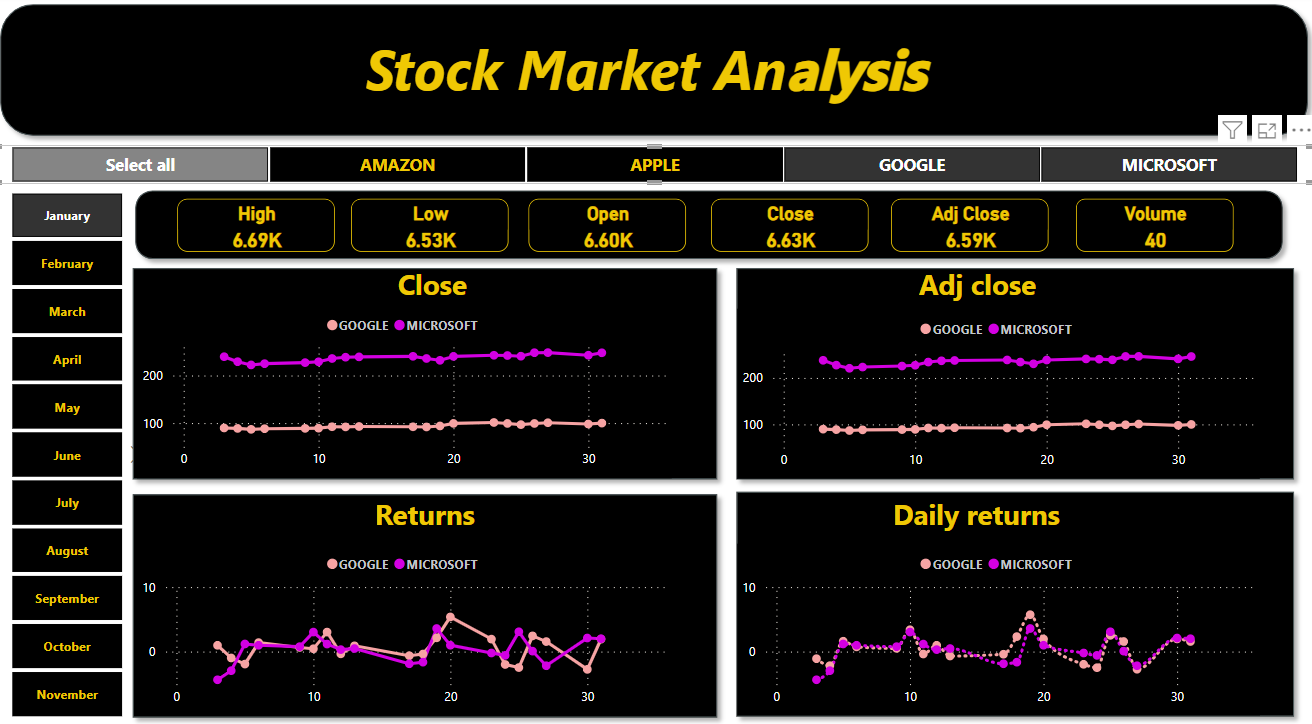 Stock Market Analysis
Select all AMAZON APPLE GOOGLE MICROSOFT
January
February
March
April
May
June
July
August
September
October
November
High Low Open Close Adj Close Volume
6.69K 6.53K 6.60K 6.63K 6.59K 40
Close
GOOGLE MICROSOFT
200
100
0 10 20 30
Adj close
GOOGLE MICROSOFT
200
100
0 10 20 30
Returns
GOOGLE MICROSOFT
10
0
0 10 20 30
Daily returns
GOOGLE MICROSOFT
10
0
0 10 20 30